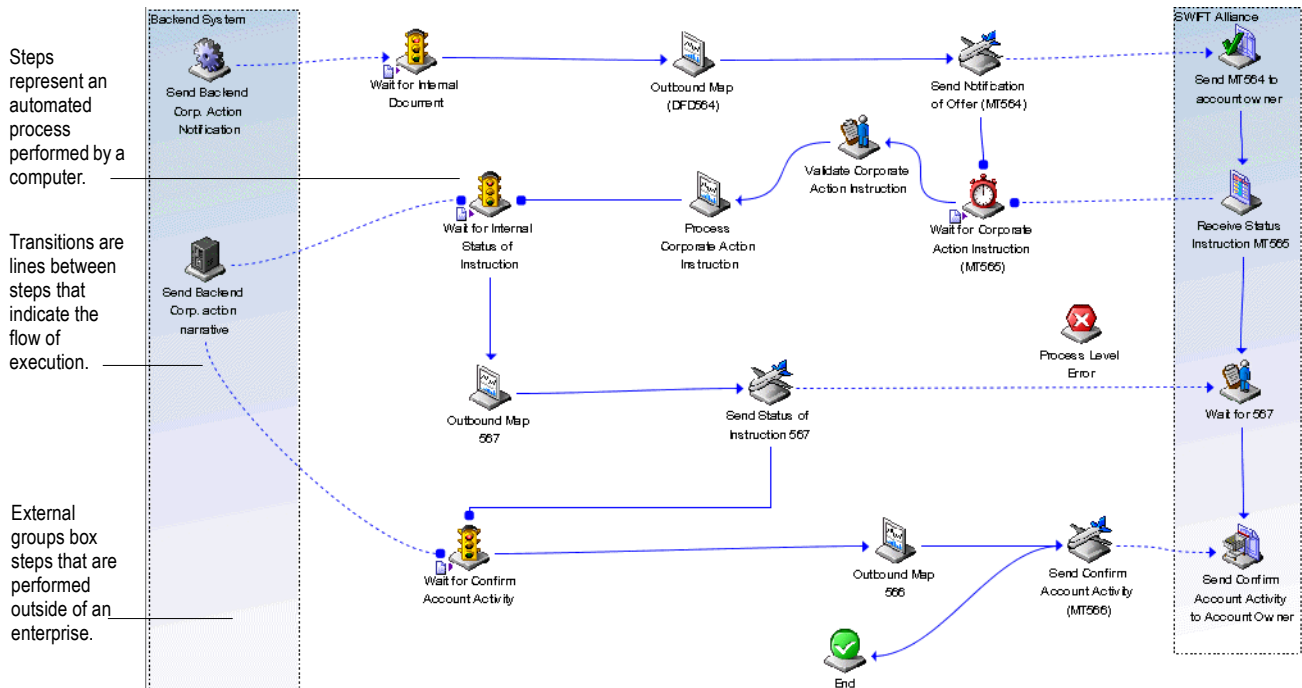 Steps
represent an
automated
process
performed by a
computer.
Transitions are
lines between
steps that
indicate the
flow of
execution.
External
groups box
steps that are
performed
outside of an
enterprise.
Backend System
Send Backend
Corp. Action
Notification
Wait for Internal
Document
Outbound Map
(DFD564)
Send Notification
of Offer (MT564)
SWIFT Alliance
Send MT564 to
account owner
Validate Corporate
Action Instruction
Wait for Internal
Status of
Instruction
Process
Corporate Action
Instruction
Wait for Corporate
Action Instruction
(MT565)
Receive Status
Instruction MT565
Send Backend
Corp. action
narrative
Process Level
Error
Outbound Map
567
Send Status of
Instruction 567
Wait for 567
Wait for Confirm
Account Activity
Outbound Map
566
Send Confirm
Account Activity
(MT566)
Send Confirm
Account Activity
to Account Owner
End